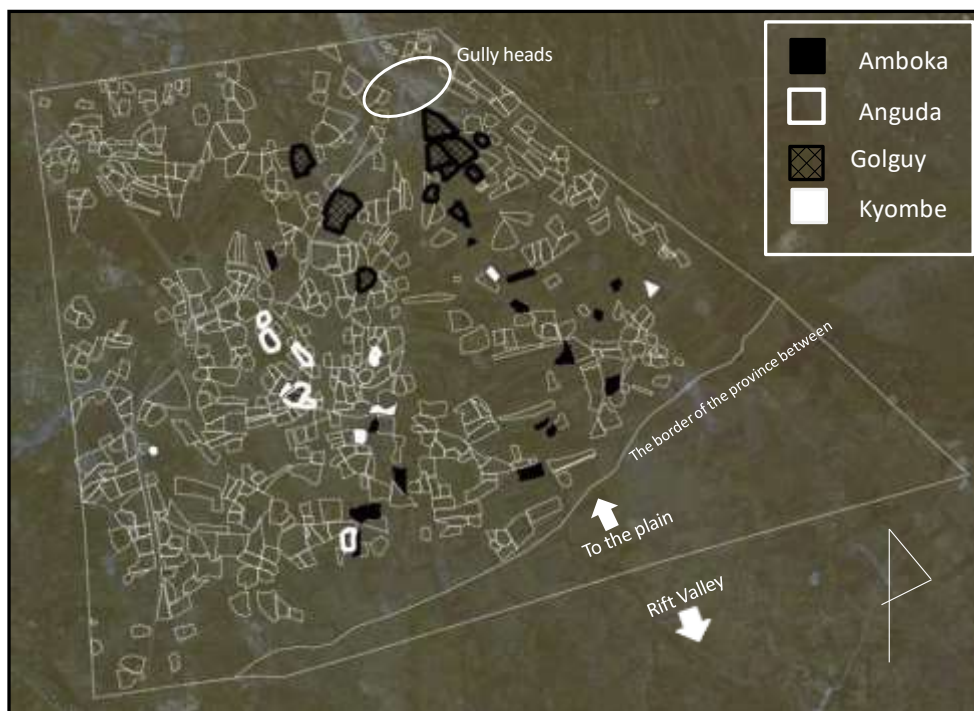 Gully heads
Amboka
Anguda
Golguy
Kyombe
The border of the province between
To the plain
Rift Valley